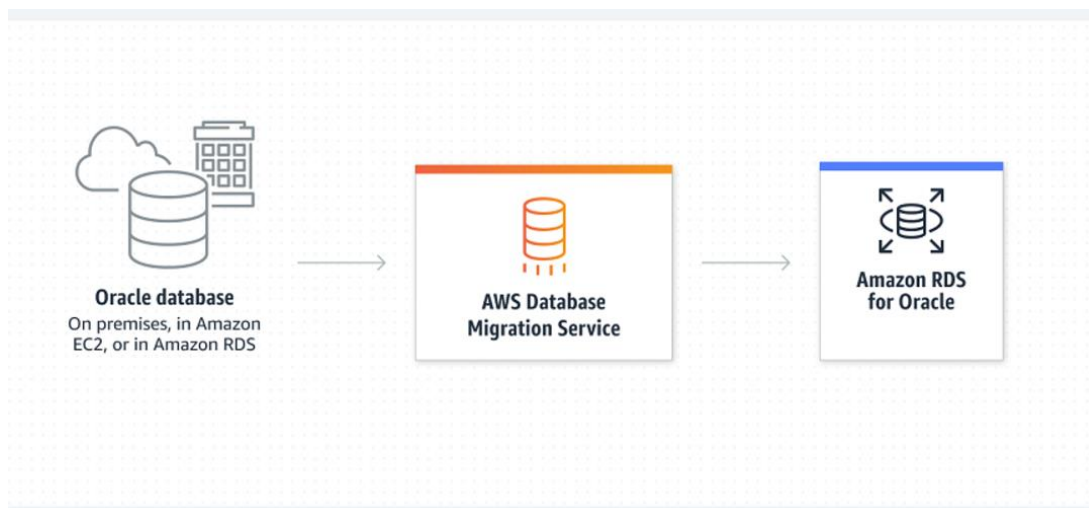 Oracle database
On premises, in Amazon
EC2, or in Amazon RDS
AWS Database
Migration Service
Amazon RDS
for Oracle